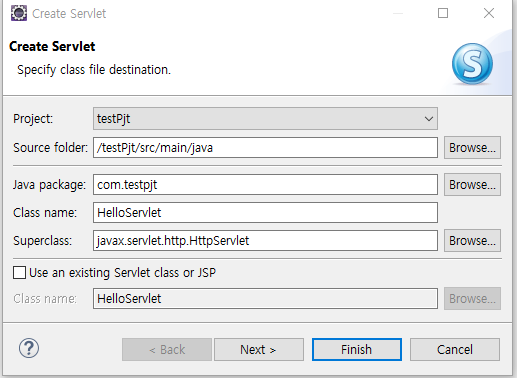 Create Servlet
Create Servlet
Specify class file destination.
S
Project: testPjt
Source folder: /testPjt/src/main/java Browse...
Java package: com.testpjt Browse...
Class name: HelloServlet
Superclass: javax.servlet.http.HttpServlet Browse...
Use an existing Servlet class or JSP
Class name: HelloServlet Browse...
? < Back Next > Finish Cancel